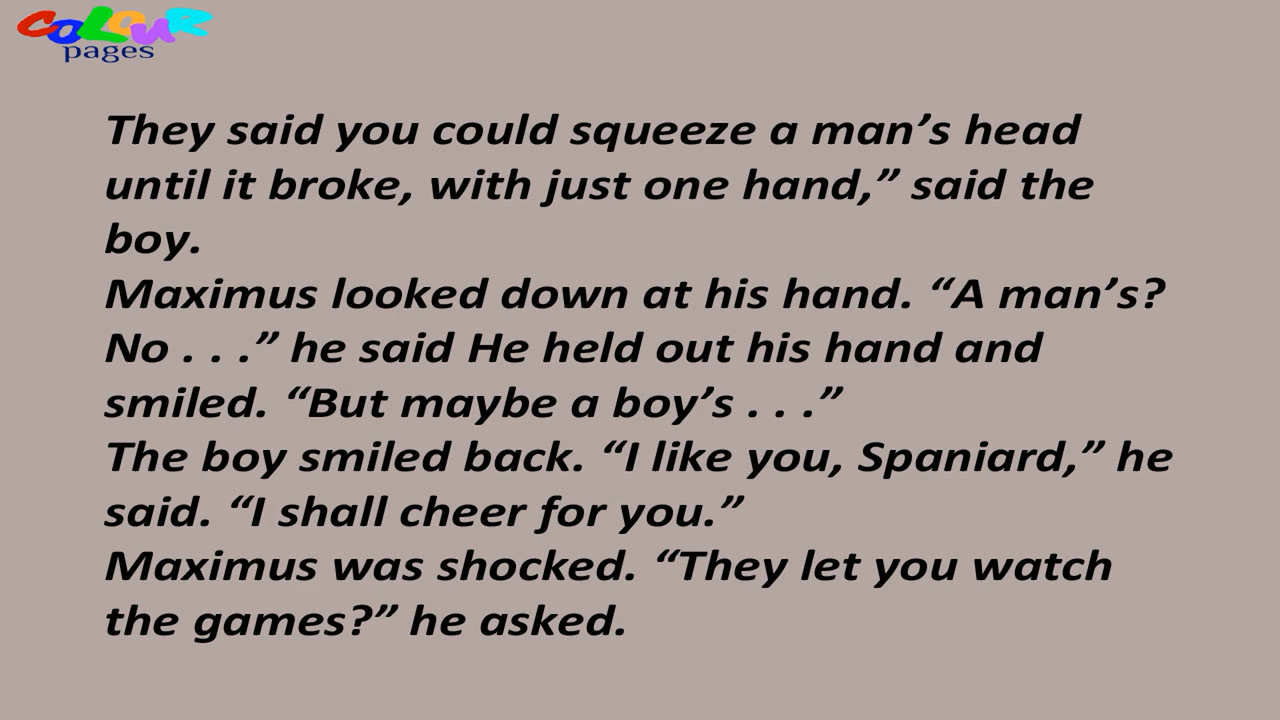 COLOUR
pages
They said you could squeeze a man’s head
until it broke, with just one hand,” said the
boy.
Maximus looked down at his hand. “A man’s?
No . . .” he said He held out his hand and
smiled. “But maybe a boy’s . . .”
The boy smiled back. “I like you, Spaniard,” he
said. “I shall cheer for you.”
Maximus was shocked. “They let you watch
the games?” he asked.